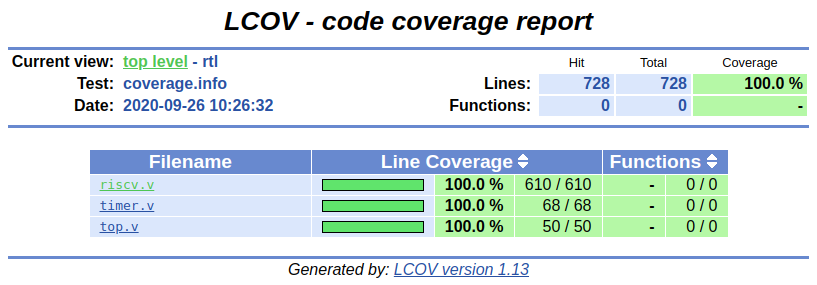 LCOV - code coverage report
Current view: top level - rtl Hit Total Coverage
Test: coverage.info Lines: 728 728 100.0 %
Date: 2020-09-26 10:26:32 Functions: 0 0 -
Filename Line Coverage Functions
riscv.v 100.0 % 610 / 610 - 0 / 0
timer.v 100.0 % 68 / 68 - 0 / 0
top.v 100.0 % 50 / 50 - 0 / 0
Generated by: LCOV version 1.13